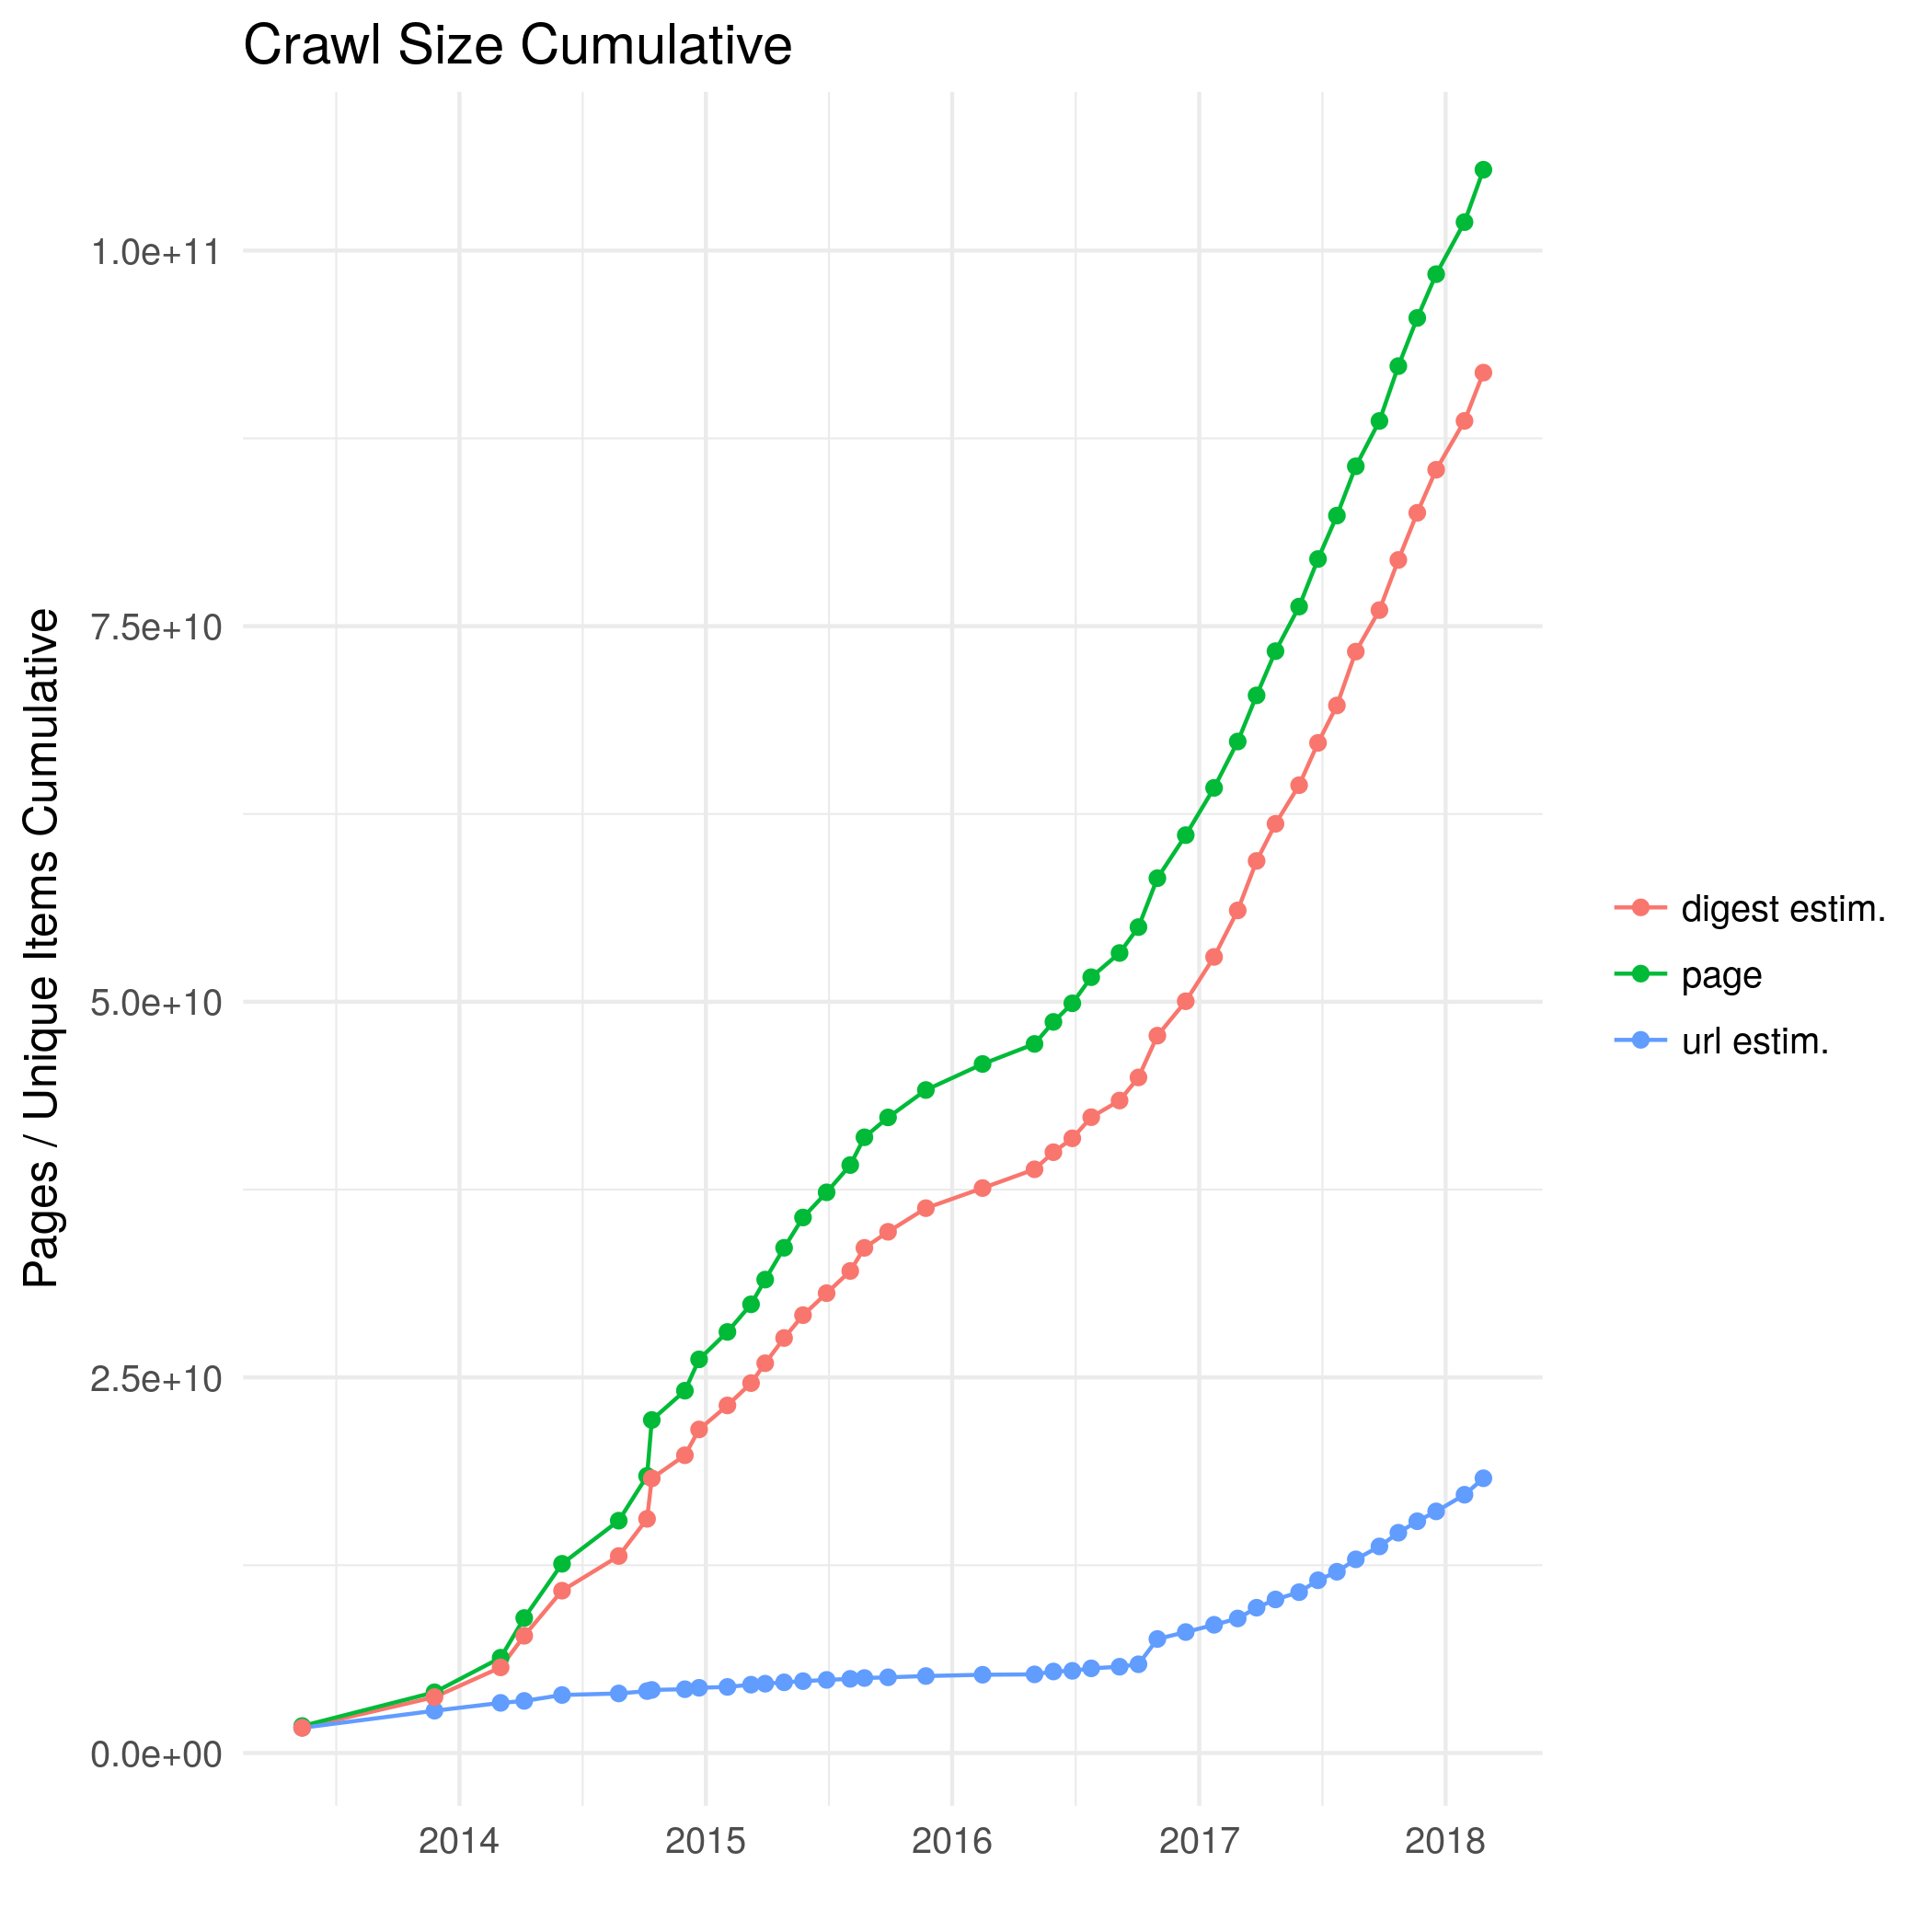 Crawl Size Cumulative
Pages / Unique Items Cumulative
1.0e+11
7.5e+10
5.0e+10
2.5e+10
0.0e+00
2014
2015
2016
2017
2018
digest estim.
page
url estim.